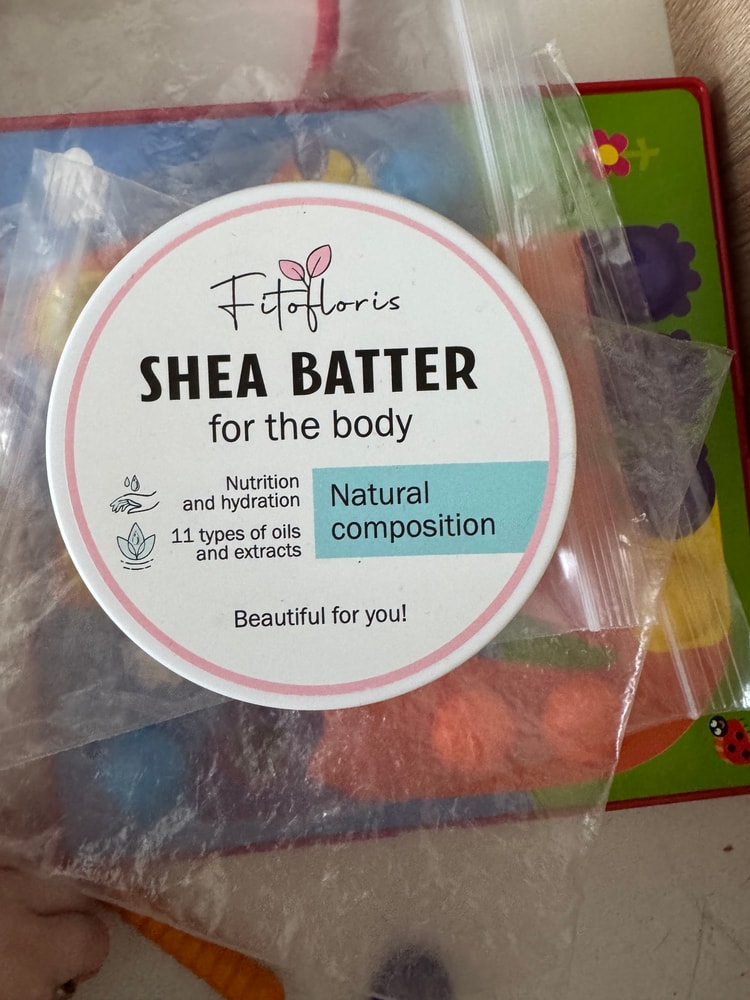 Fitofloris
SHEA BATTER
for the body
Nutrition
and hydration
11 types of oils
and extracts
Natural
composition
Beautiful for you!